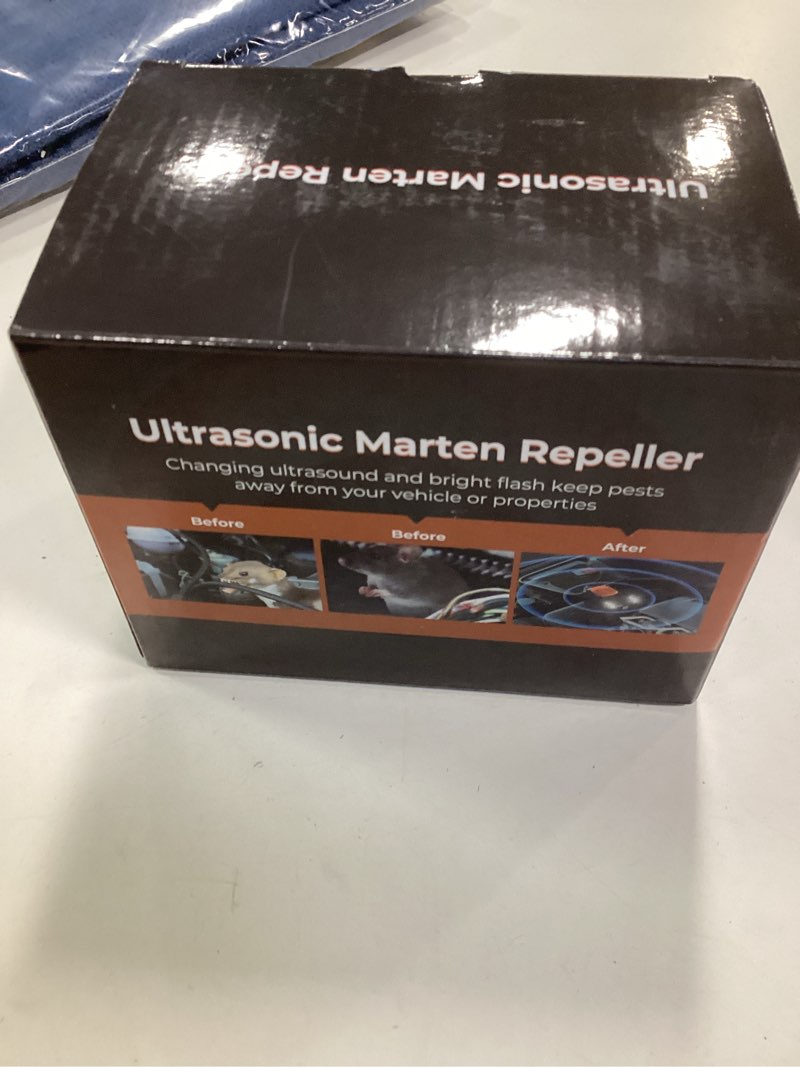 Ultrasonic Marten
Ultrasonic Marten Repeller
Changing ultrasound and bright flash keep pests
away from your vehicle or properties
Before
Before
After